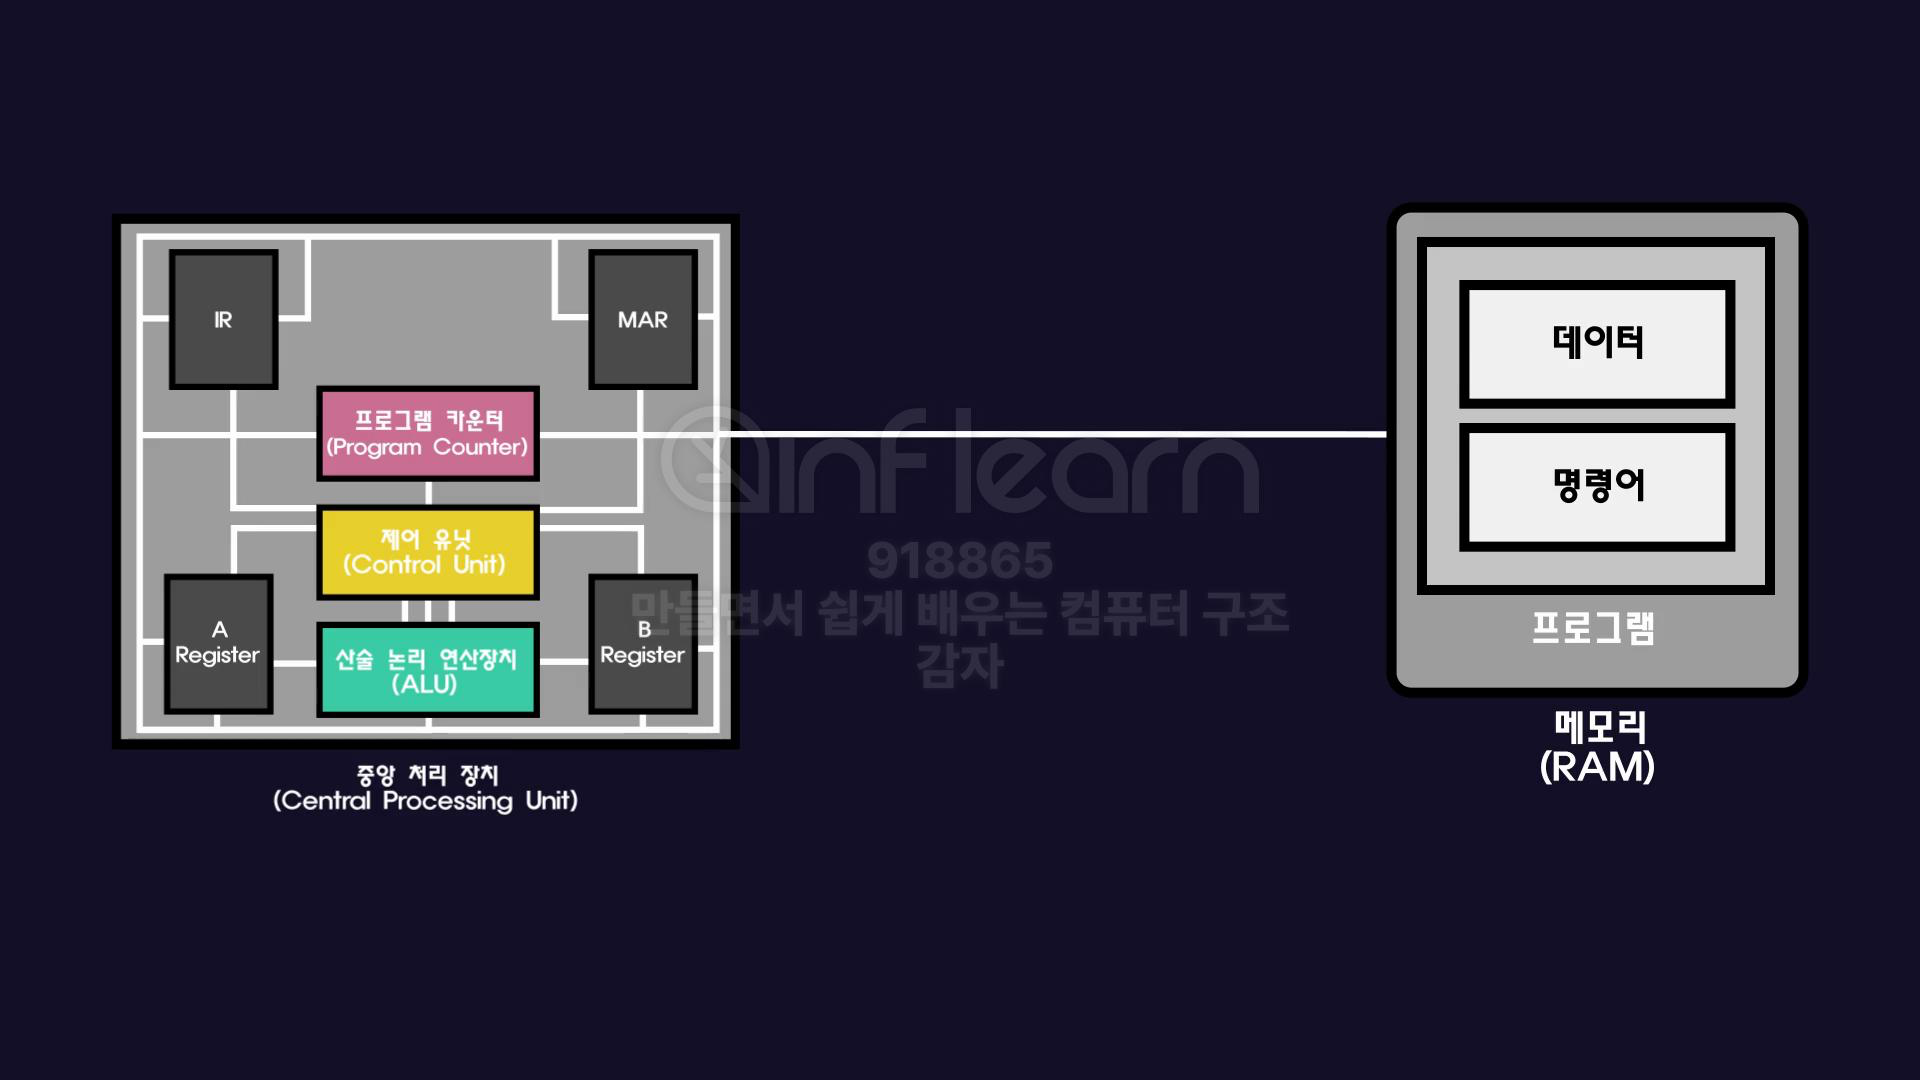 IR
MAR
프로그램 카운터
(Program Counter)
제어 유닛
(Control Unit)
A
Register
산술 논리 연산장치
(ALU)
B
Register
중앙 처리 장치
(Central Processing Unit)
inflearn
918865
만들면서 쉽게 배우는 컴퓨터 구조
감자
데이터
명령어
프로그램
메모리
(RAM)